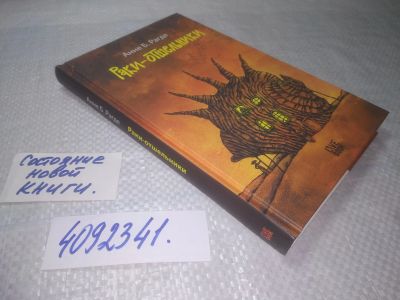 Анне Б. Рагде
Раки-отшельники
Анне Б. Рагде Раки-отшельники
Состояние
новой
книги.
4092341.